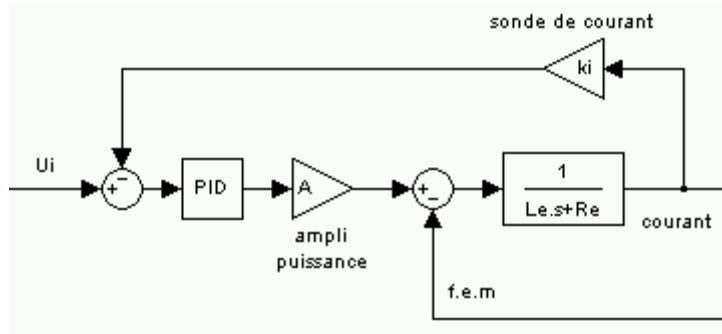 sonde de courant
ki
Ui
+
−
PID
A
+
−
1
Le.s+Re
ampli
puissance
courant
f.e.m